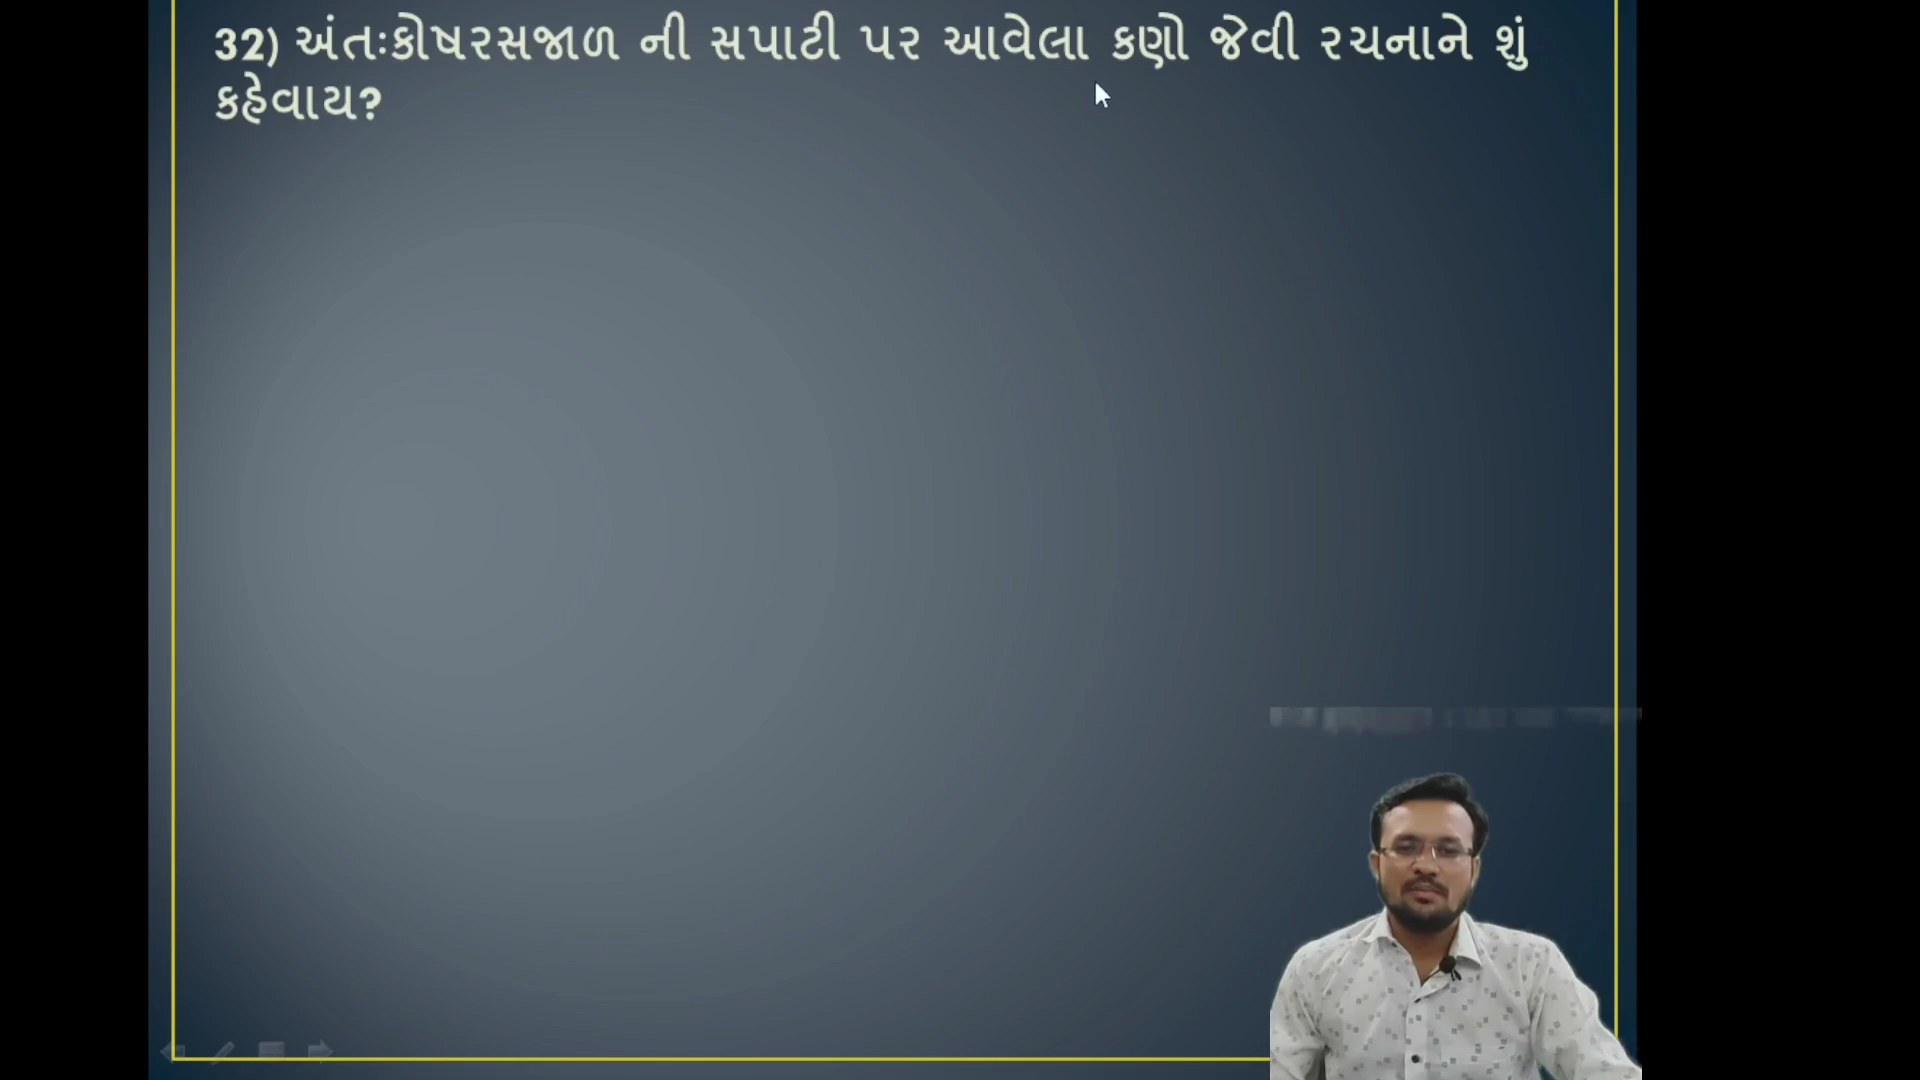 32) અંતઃકોષરસજાળ ની સપાટી પર આવેલા કણો જેવી રચનાને શું
કહેવાય?